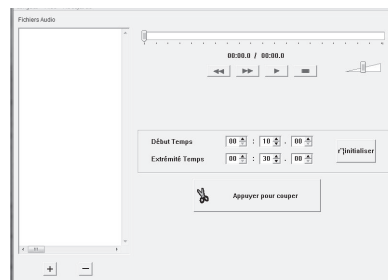 Fichiers Audio
00:00.0 / 00:00.0
Début Temps 00 : 10 . 00
Extrêmité Temps 00 : 30 . 00
r''initialiser
Appuyer pour couper